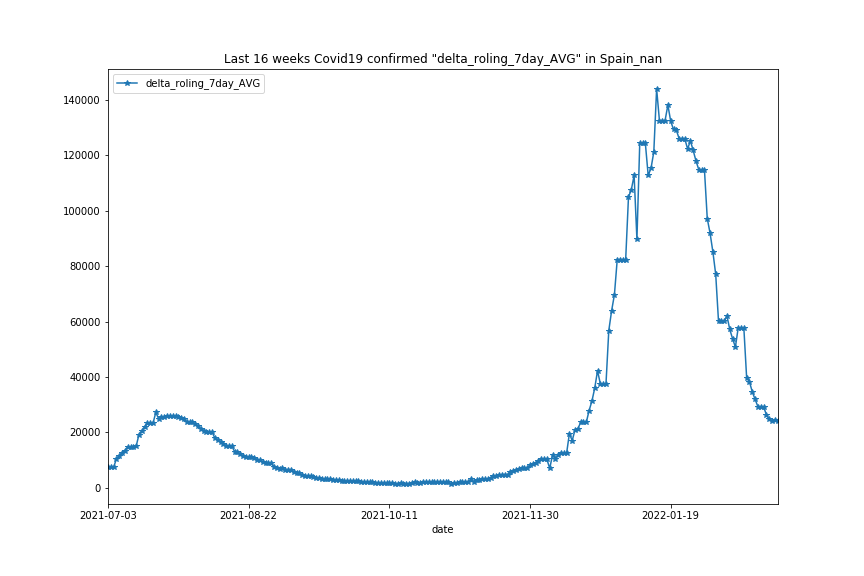 Last 16 weeks Covid19 confirmed "delta_roling_7day_AVG" in Spain_nan
delta_roling_7day_AVG
140000
120000
100000
80000
60000
40000
20000
0
2021-07-03 2021-08-22 2021-10-11 2021-11-30 2022-01-19
date